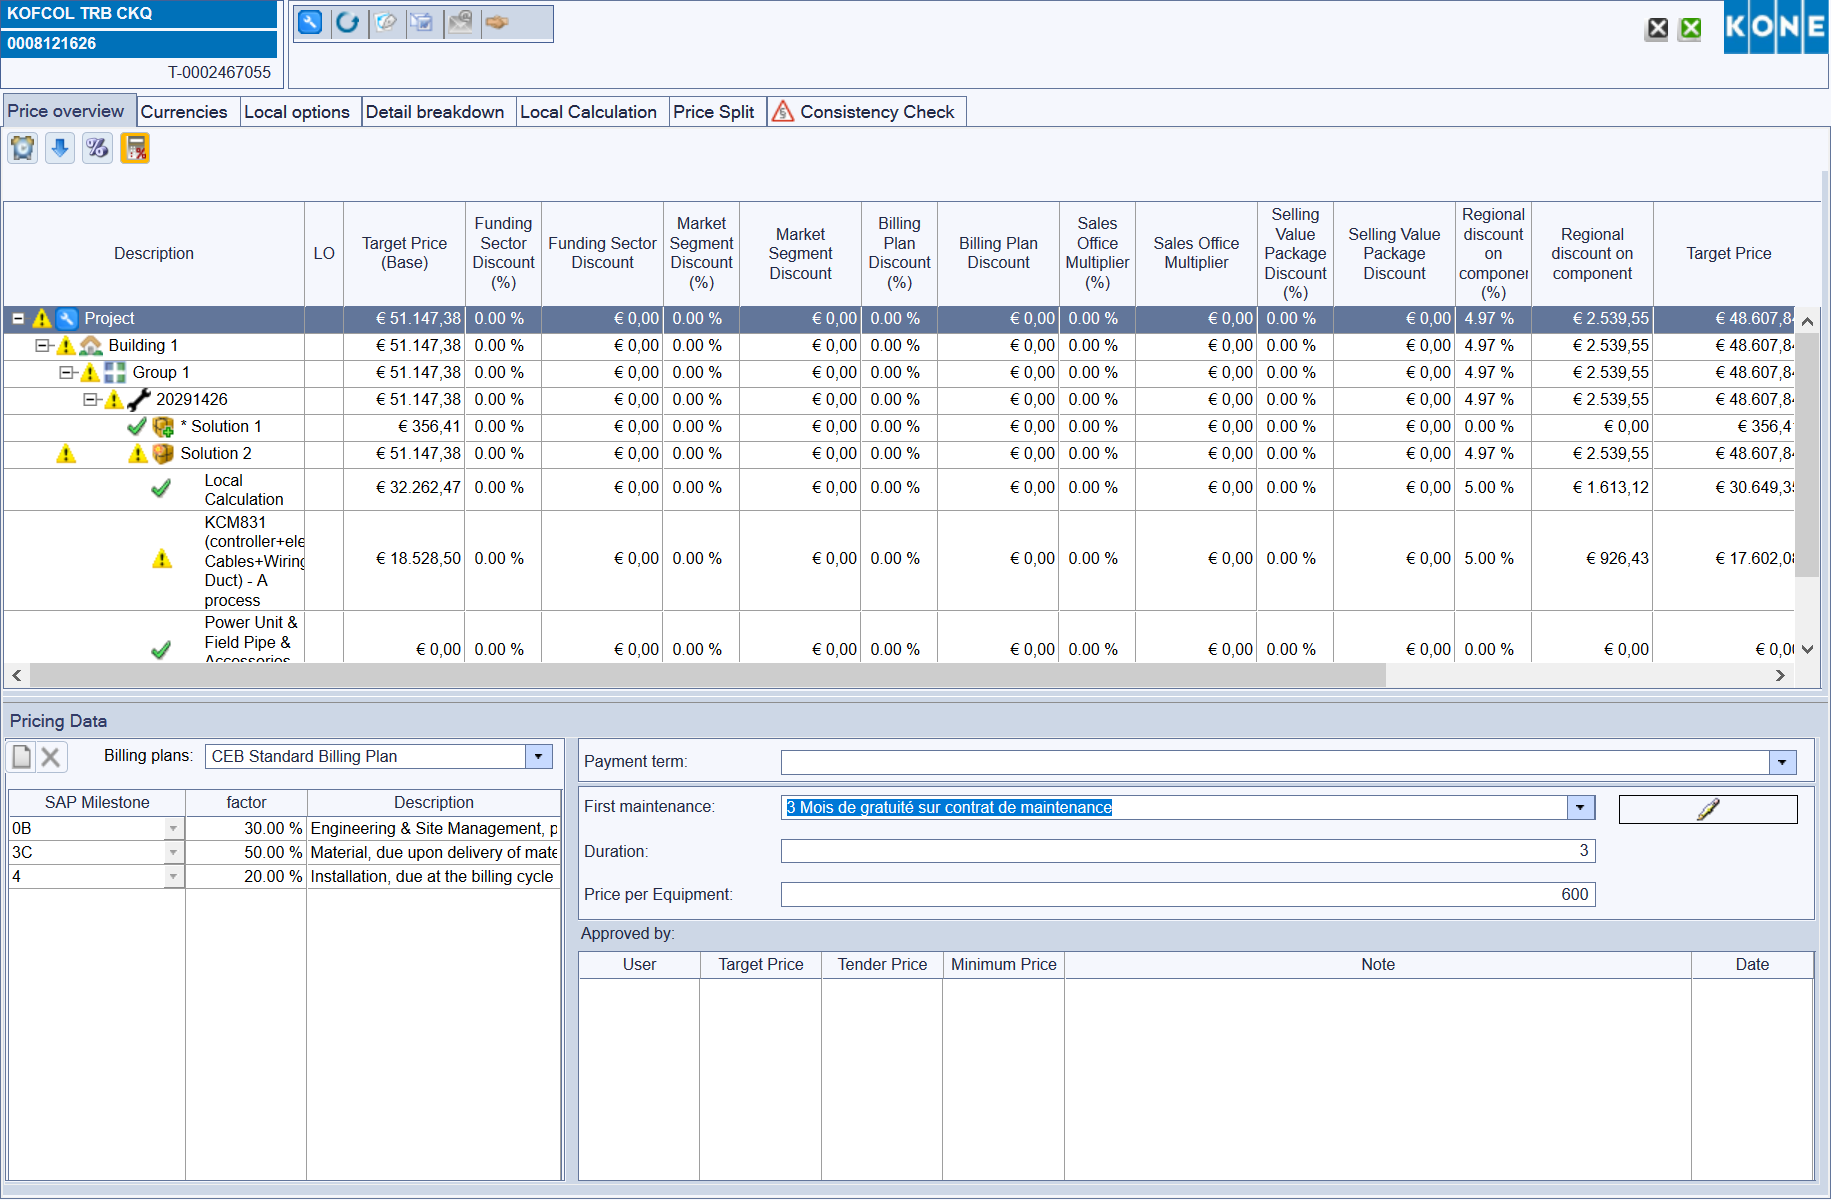 KOFCOL TRB CKQ
0008121626
T-0002467055
KONE
Price overview Currencies Local options Detail breakdown Local Calculation Price Split Consistency Check
Description LO Target Price (Base) Funding Sector Discount (%) Funding Sector Discount Market Segment Discount (%) Market Segment Discount Billing Plan Discount (%) Billing Plan Discount Sales Office Multiplier (%) Sales Office Multiplier Selling Value Package Discount (%) Selling Value Package Discount Regional discount on componen (%) Regional discount on component Target Price
Project € 51.147,38 0.00 % € 0,00 0.00 % € 0,00 0.00 % € 0,00 0.00 % € 0,00 0.00 % € 0,00 4.97 % € 2.539,55 € 48.607,84
Building 1 € 51.147,38 0.00 % € 0,00 0.00 % € 0,00 0.00 % € 0,00 0.00 % € 0,00 0.00 % € 0,00 4.97 % € 2.539,55 € 48.607,84
Group 1 € 51.147,38 0.00 % € 0,00 0.00 % € 0,00 0.00 % € 0,00 0.00 % € 0,00 0.00 % € 0,00 4.97 % € 2.539,55 € 48.607,84
20291426 € 51.147,38 0.00 % € 0,00 0.00 % € 0,00 0.00 % € 0,00 0.00 % € 0,00 0.00 % € 0,00 4.97 % € 2.539,55 € 48.607,84
* Solution 1 € 356,41 0.00 % € 0,00 0.00 % € 0,00 0.00 % € 0,00 0.00 % € 0,00 0.00 % € 0,00 0.00 % € 0,00 € 356,41
Solution 2 € 51.147,38 0.00 % € 0,00 0.00 % € 0,00 0.00 % € 0,00 0.00 % € 0,00 0.00 % € 0,00 4.97 % € 2.539,55 € 48.607,84
Local Calculation € 32.262,47 0.00 % € 0,00 0.00 % € 0,00 0.00 % € 0,00 0.00 % € 0,00 0.00 % € 0,00 5.00 % € 1.613,12 € 30.649,35
KCM831 (controller+ele Cables+Wiring Duct) - A process € 18.528,50 0.00 % € 0,00 0.00 % € 0,00 0.00 % € 0,00 0.00 % € 0,00 0.00 % € 0,00 5.00 % € 926,43 € 17.602,08
Power Unit & Field Pipe & Accessories € 0,00 0.00 % € 0,00 0.00 % € 0,00 0.00 % € 0,00 0.00 % € 0,00 0.00 % € 0,00 0.00 % € 0,00 € 0,00
Pricing Data
Billing plans: CEB Standard Billing Plan
SAP Milestone factor Description
0B 30.00 % Engineering & Site Management, p
3C 50.00 % Material, due upon delivery of mate
4 20.00 % Installation, due at the billing cycle
Payment term:
First maintenance: 3 Mois de gratuité sur contrat de maintenance
Duration: 3
Price per Equipment: 600
Approved by:
User Target Price Tender Price Minimum Price Note Date